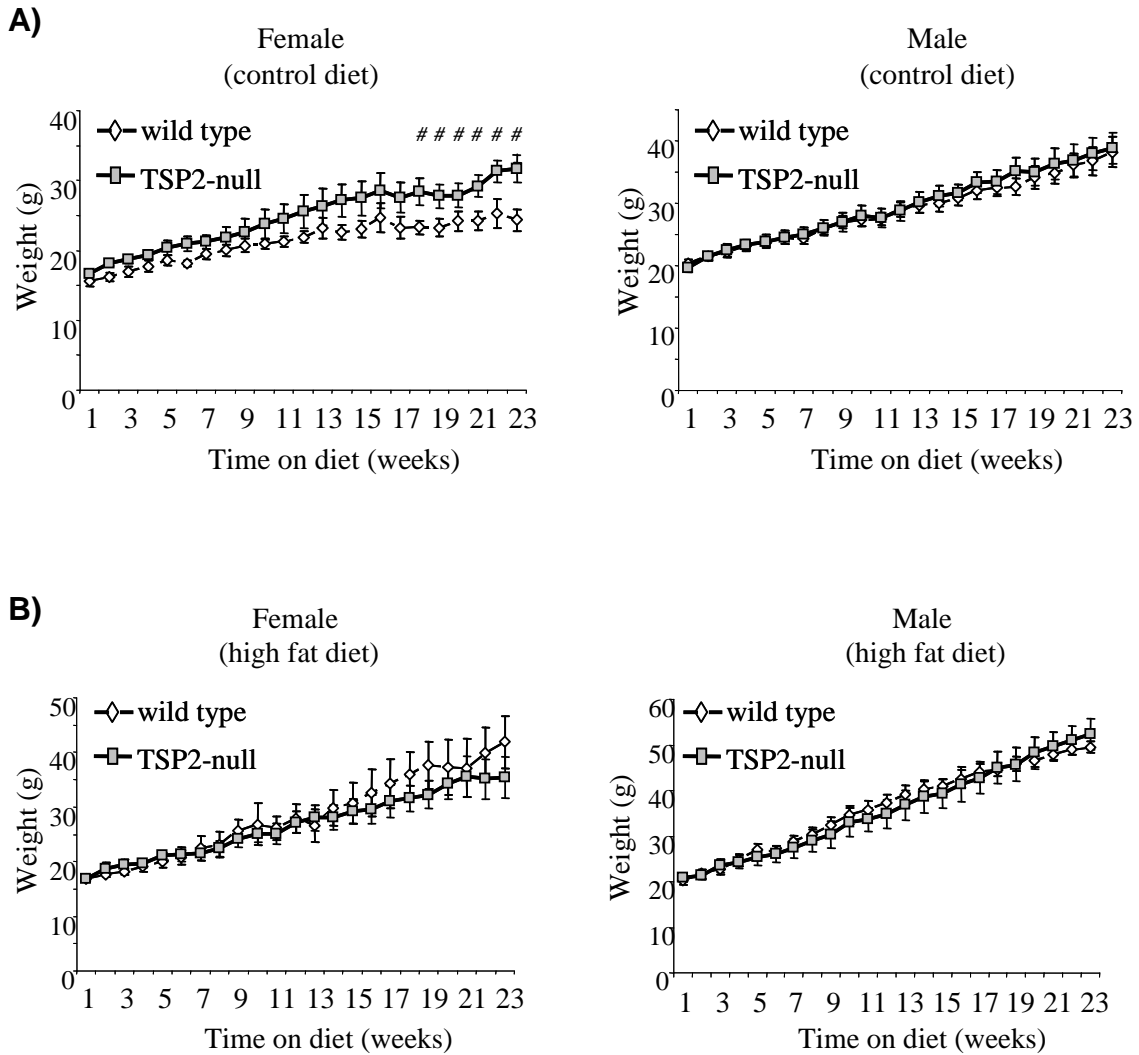 A)
Female
(control diet)
40
30
20
10
0
Weight (g)
wild type
TSP2-null
# # # # # #
1 3 5 7 9 11 13 15 17 19 21 23
Time on diet (weeks)
Male
(control diet)
40
30
20
10
0
Weight (g)
wild type
TSP2-null
1 3 5 7 9 11 13 15 17 19 21 23
Time on diet (weeks)
B)
Female
(high fat diet)
50
40
30
20
10
0
Weight (g)
wild type
TSP2-null
1 3 5 7 9 11 13 15 17 19 21 23
Time on diet (weeks)
Male
(high fat diet)
60
50
40
30
20
10
0
Weight (g)
wild type
TSP2-null
1 3 5 7 9 11 13 15 17 19 21 23
Time on diet (weeks)